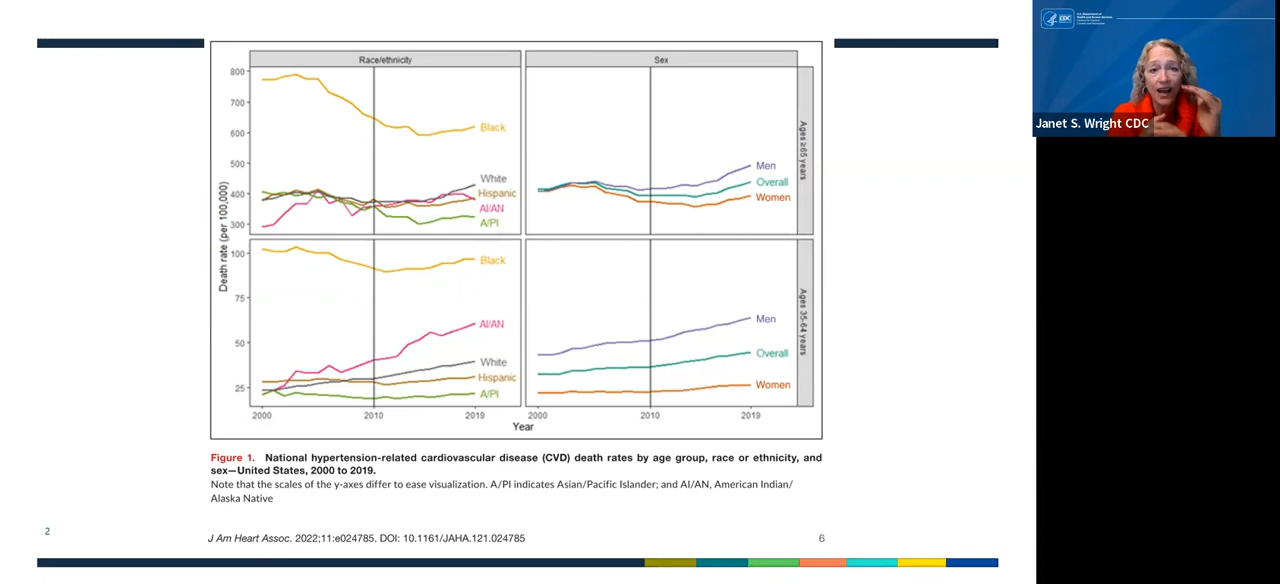 Race/ethnicity
Sex
800
700
600
500
400
300
Black
White
Hispanic
AI/AN
A/PI
Men
Overall
Women
Ages ≥65 years
Death rate (per 100,000)
100
75
50
25
Black
AI/AN
White
Hispanic
A/PI
Men
Overall
Women
Ages 35-64 years
2000
2010
2019
2000
2010
2019
Year
Figure 1. National hypertension-related cardiovascular disease (CVD) death rates by age group, race or ethnicity, and
sex—United States, 2000 to 2019.
Note that the scales of the y-axes differ to ease visualization. A/PI indicates Asian/Pacific Islander; and AI/AN, American Indian/
Alaska Native
2
J Am Heart Assoc. 2022;11:e024785. DOI: 10.1161/JAHA.121.024785
6
CDC
Janet S. Wright CDC